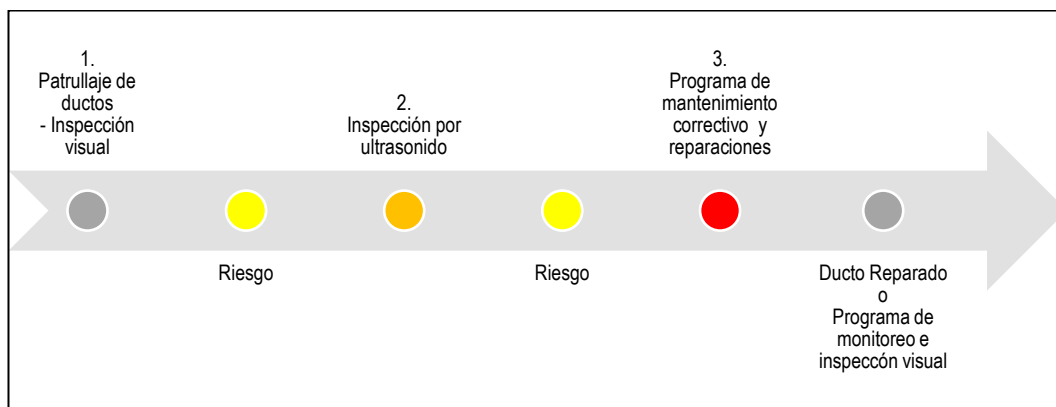 1.
Patrullaje de
ductos
- Inspección
visual
Riesgo
2.
Inspección por
ultrasonido
Riesgo
3.
Programa de
mantenimiento
correctivo y
reparaciones
Ducto Reparado
o
Programa de
monitoreo e
inspeccón visual